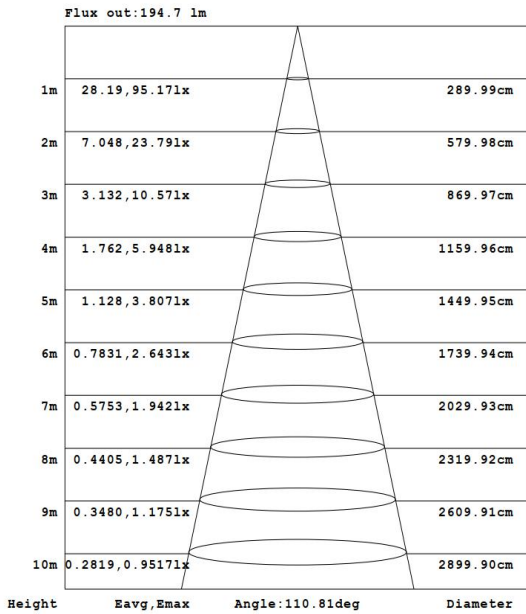 Flux out:194.7 lm
1m 28.19,95.17lx 289.99cm
2m 7.048,23.79lx 579.98cm
3m 3.132,10.57lx 869.97cm
4m 1.762,5.948lx 1159.96cm
5m 1.128,3.807lx 1449.95cm
6m 0.7831,2.643lx 1739.94cm
7m 0.5753,1.942lx 2029.93cm
8m 0.4405,1.487lx 2319.92cm
9m 0.3480,1.175lx 2609.91cm
10m 0.2819,0.9517lx 2899.90cm
Height Eavg,Emax Angle:110.81deg Diameter